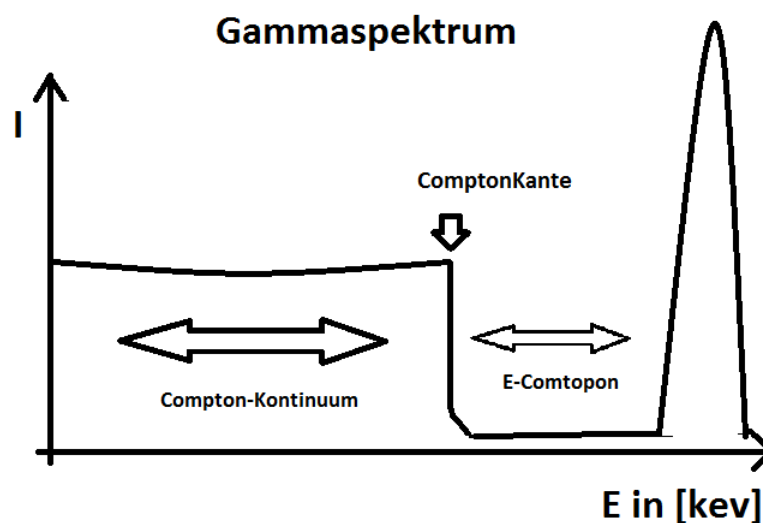 Gammaspektrum
I
ComptonKante
E-Comtopon
Compton-Kontinuum
E in [kev]